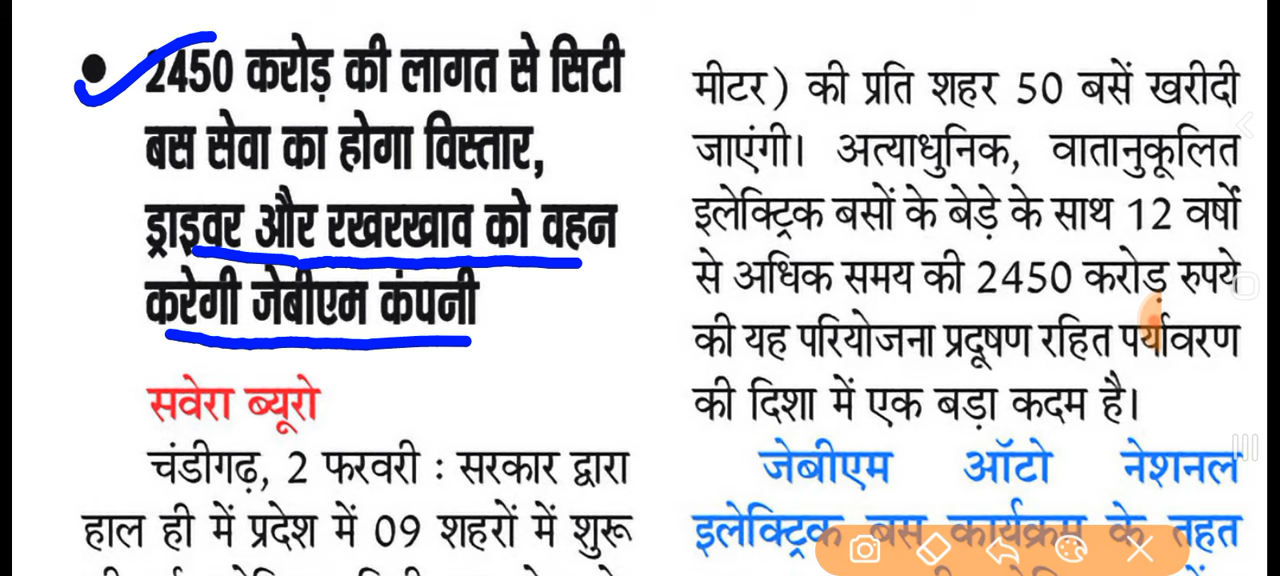 2450 करोड़ की लागत से सिटी
बस सेवा का होगा विस्तार,
ड्राइवर और रखरखाव को वहन
करेगी जेबीएम कंपनी
सवेरा ब्यूरो
चंडीगढ़, 2 फरवरी : सरकार द्वारा
हाल ही में प्रदेश में 09 शहरों में शुरू
मीटर) की प्रति शहर 50 बसें खरीदी
जाएंगी। अत्याधुनिक, वातानुकूलित
इलेक्ट्रिक बसों के बेड़े के साथ 12 वर्षों
से अधिक समय की 2450 करोड़ रुपये
की यह परियोजना प्रदूषण रहित पर्यावरण
की दिशा में एक बड़ा कदम है।
जेबीएम ऑटो नेशनल
इलेक्ट्रिक बस कार्यक्रम के तहत